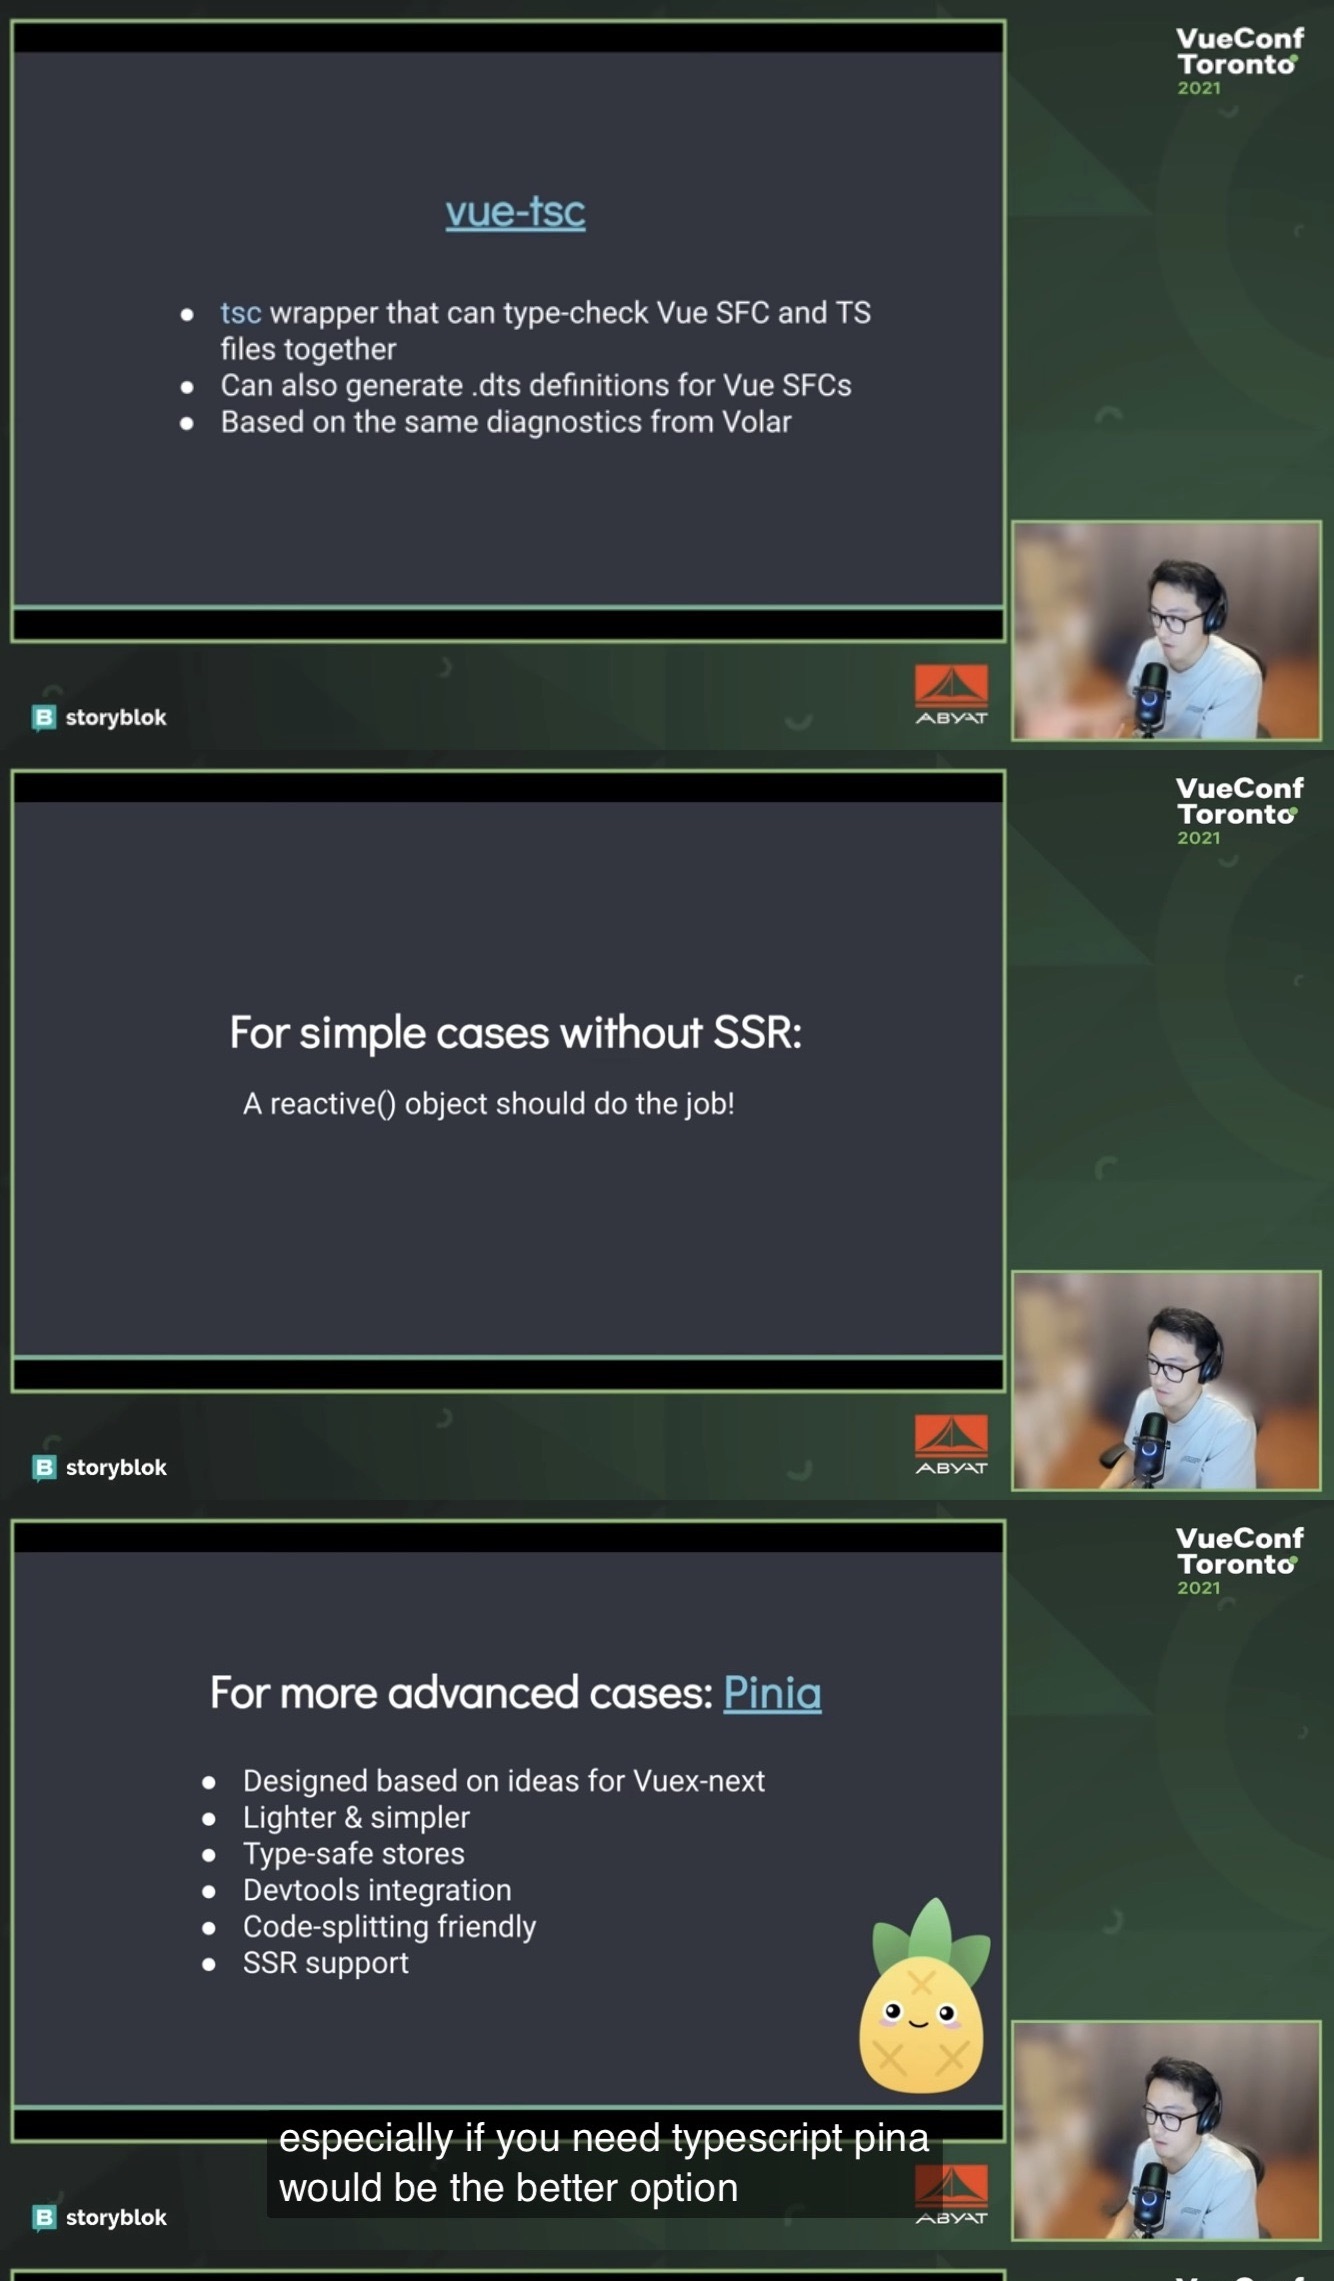 VueConf
Toronto
2021
vue-tsc
● tsc wrapper that can type-check Vue SFC and TS
files together
● Can also generate .dts definitions for Vue SFCs
● Based on the same diagnostics from Volar
B storyblok
ABYAT
VueConf
Toronto
2021
For simple cases without SSR:
A reactive() object should do the job!
B storyblok
ABYAT
VueConf
Toronto
2021
For more advanced cases: Pinia
● Designed based on ideas for Vuex-next
● Lighter & simpler
● Type-safe stores
● Devtools integration
● Code-splitting friendly
● SSR support
especially if you need typescript pina
would be the better option
B storyblok
ABYAT